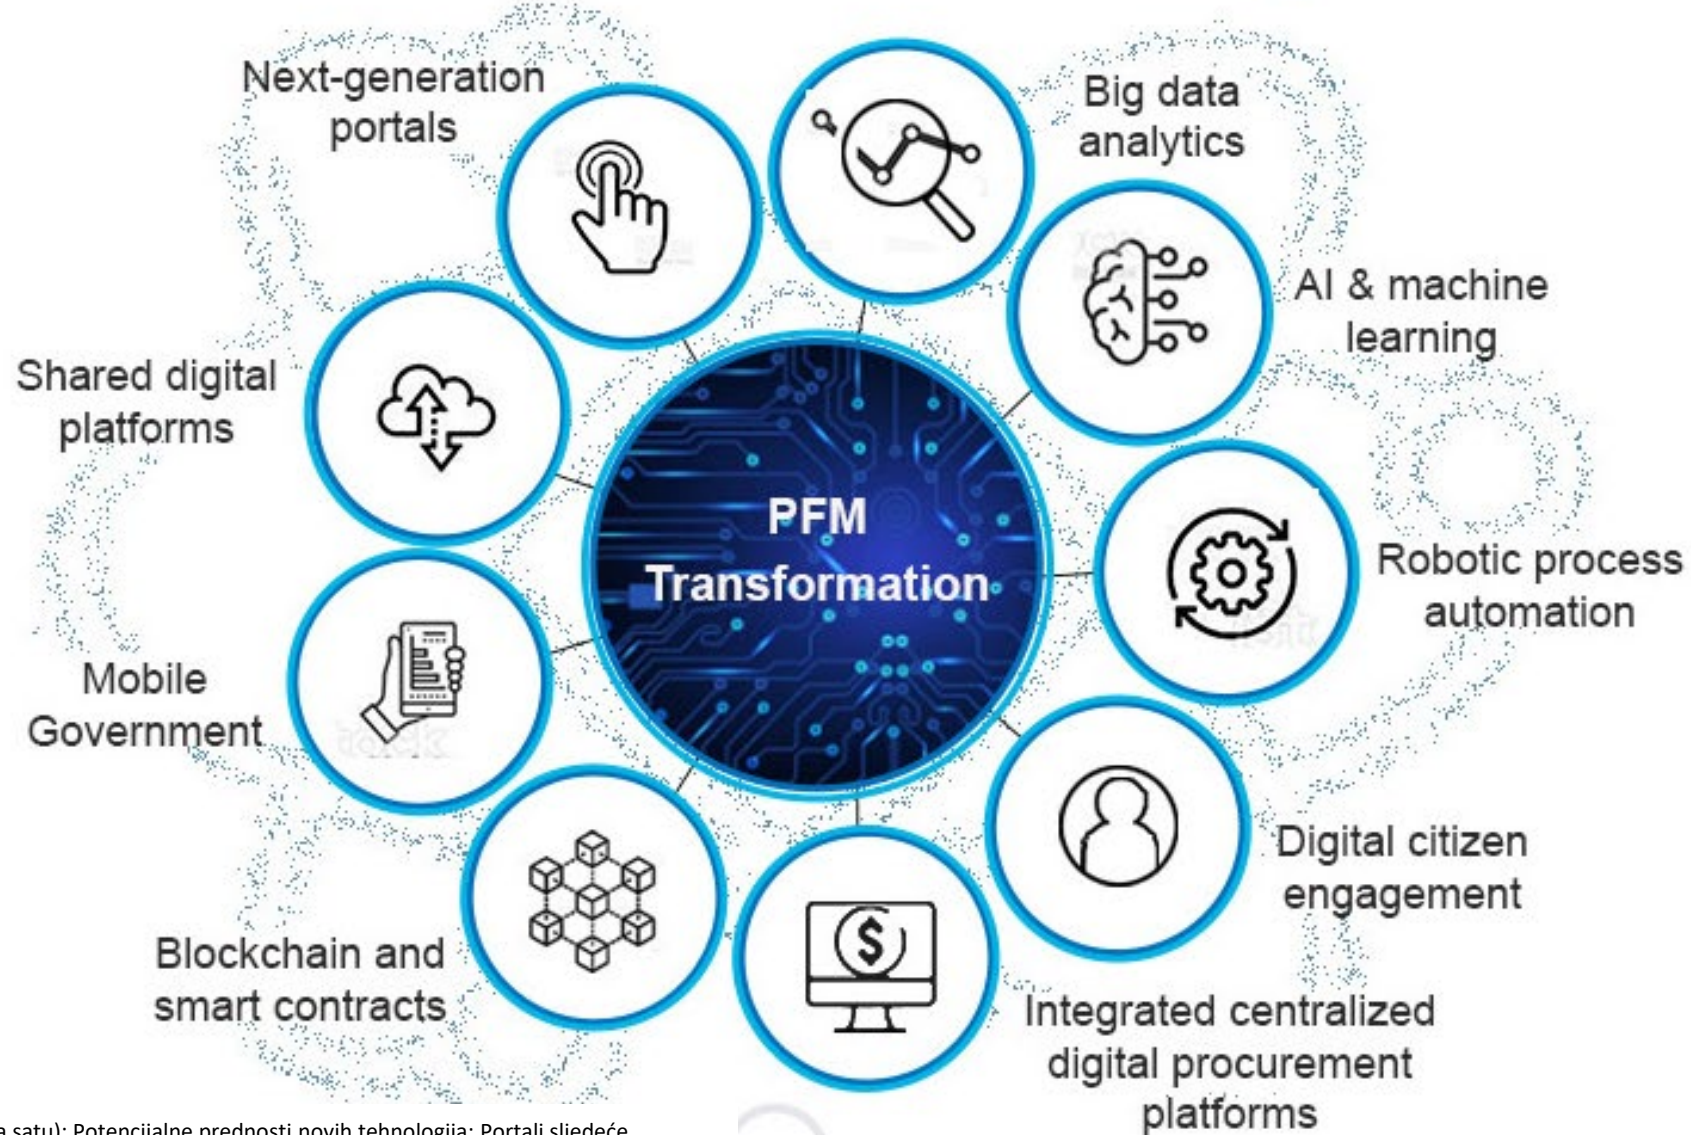 Next-generation
portals
Big data
analytics
AI & machine
learning
Shared digital
platforms
PFM
Transformation
Robotic process
automation
Mobile
Government
Digital citizen
engagement
Blockchain and
smart contracts
Integrated centralized
digital procurement
platforms
satu): Potencijalne prednosti novih tehnologija: Portali sljedeće